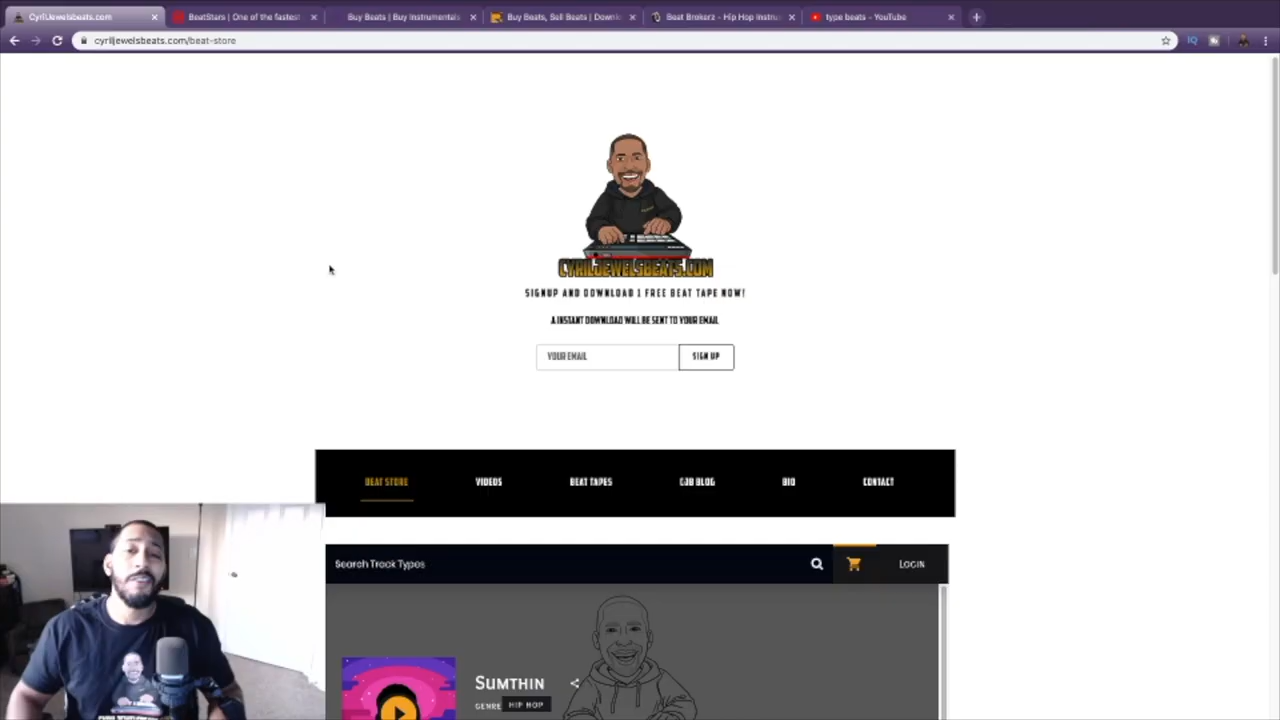 CyrilJewelsbeats.com
BeatStars | One of the fastest
Buy Beats | Buy Instrumentals
Buy Beats, Sell Beats | Downl
Beat Brokerz - Hip Hop Instru
type beats - YouTube
cyriljewelsbeats.com/beat-store
IQ
CYRILJEWELSBEATS.COM
SIGNUP AND DOWNLOAD 1 FREE BEAT TAPE NOW!
A INSTANT DOWNLOAD WILL BE SENT TO YOUR EMAIL
YOUR EMAIL
SIGN UP
BEAT STORE
VIDEOS
BEAT TAPES
CJB BLOG
BIO
CONTACT
Search Track Types
LOGIN
SUMTHIN
GENRE
HIP HOP